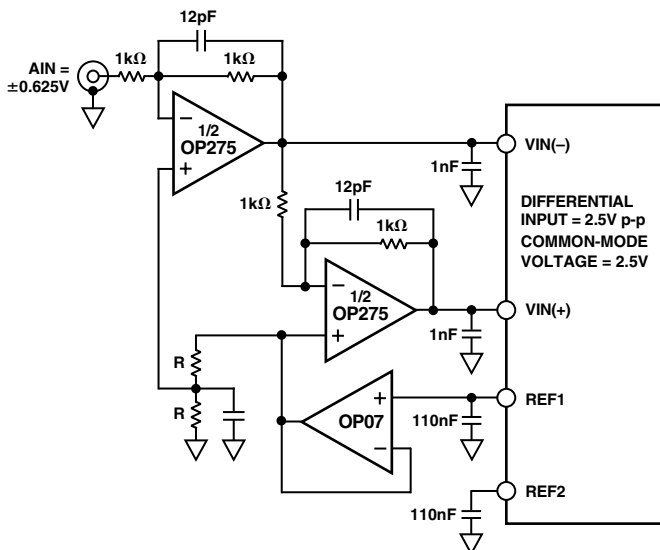 12pF
AIN =
±0.625V
1kΩ
1kΩ
1/2
OP275
−
+
VIN(–)
1nF
DIFFERENTIAL
INPUT = 2.5V p-p
COMMON-MODE
VOLTAGE = 2.5V
1kΩ
12pF
1kΩ
1/2
OP275
−
+
VIN(+)
1nF
R
R
OP07
+
−
REF1
110nF
REF2
110nF